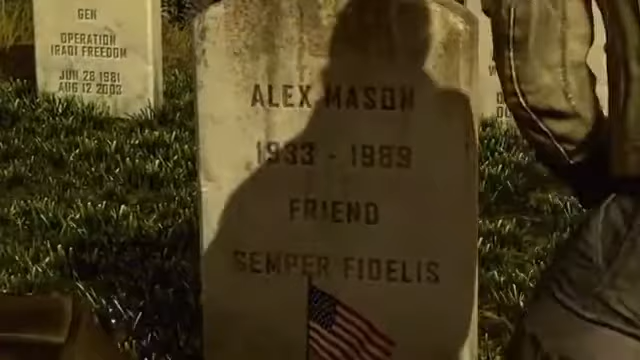 GEN
OPERATION
IRAQI FREEDOM
JUN 28 1981
AUG 12 2003
ALEX MASON
1933 - 1989
FRIEND
SEMPER FIDELIS